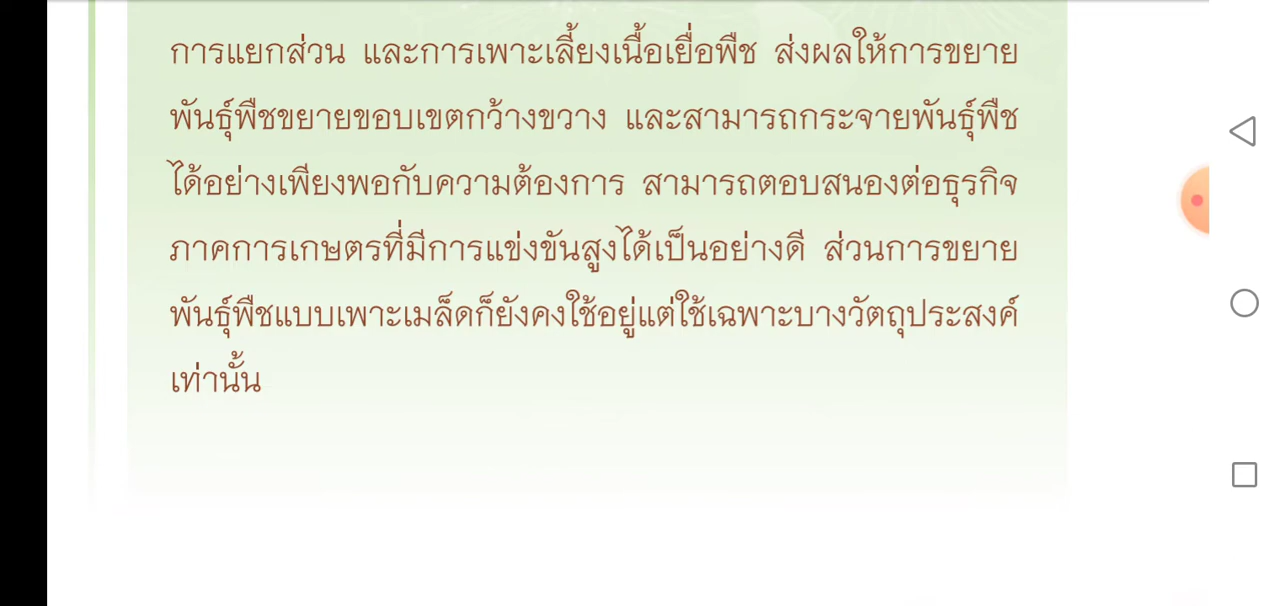 การแยกส่วน และการเพาะเลี้ยงเนื้อเยื่อพืช ส่งผลให้การขยาย
พันธุ์พืชขยายขอบเขตกว้างขวาง และสามารถกระจายพันธุ์พืช
ได้อย่างเพียงพอกับความต้องการ สามารถตอบสนองต่อธุรกิจ
ภาคการเกษตรที่มีการแข่งขันสูงได้เป็นอย่างดี ส่วนการขยาย
พันธุ์พืชแบบเพาะเมล็ดก็ยังคงใช้อยู่แต่ใช้เฉพาะบางวัตถุประสงค์
เท่านั้น